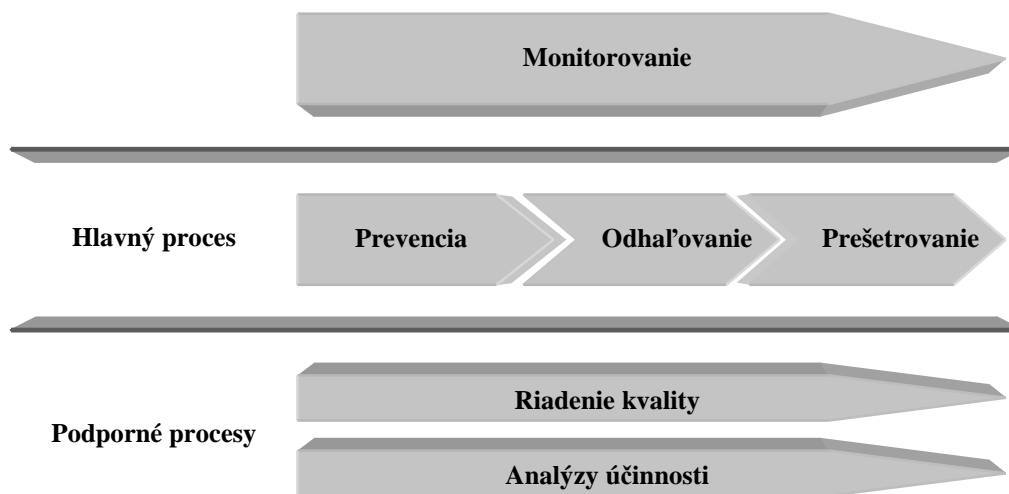 Monitorovanie
Hlavný proces
Prevencia
Odhaľovanie
Prešetrovanie
Podporné procesy
Riadenie kvality
Analýzy účinnosti